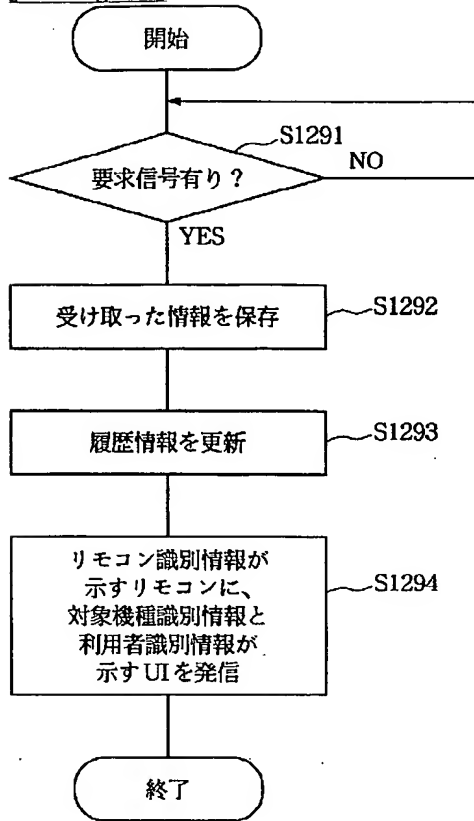 開始
S1291
要求信号有り?
NO
YES
受け取った情報を保存
S1292
履歴情報を更新
S1293
リモコン識別情報が
示すリモコンに、
対象機種識別情報と
利用者識別情報が
示すUIを発信
S1294
終了